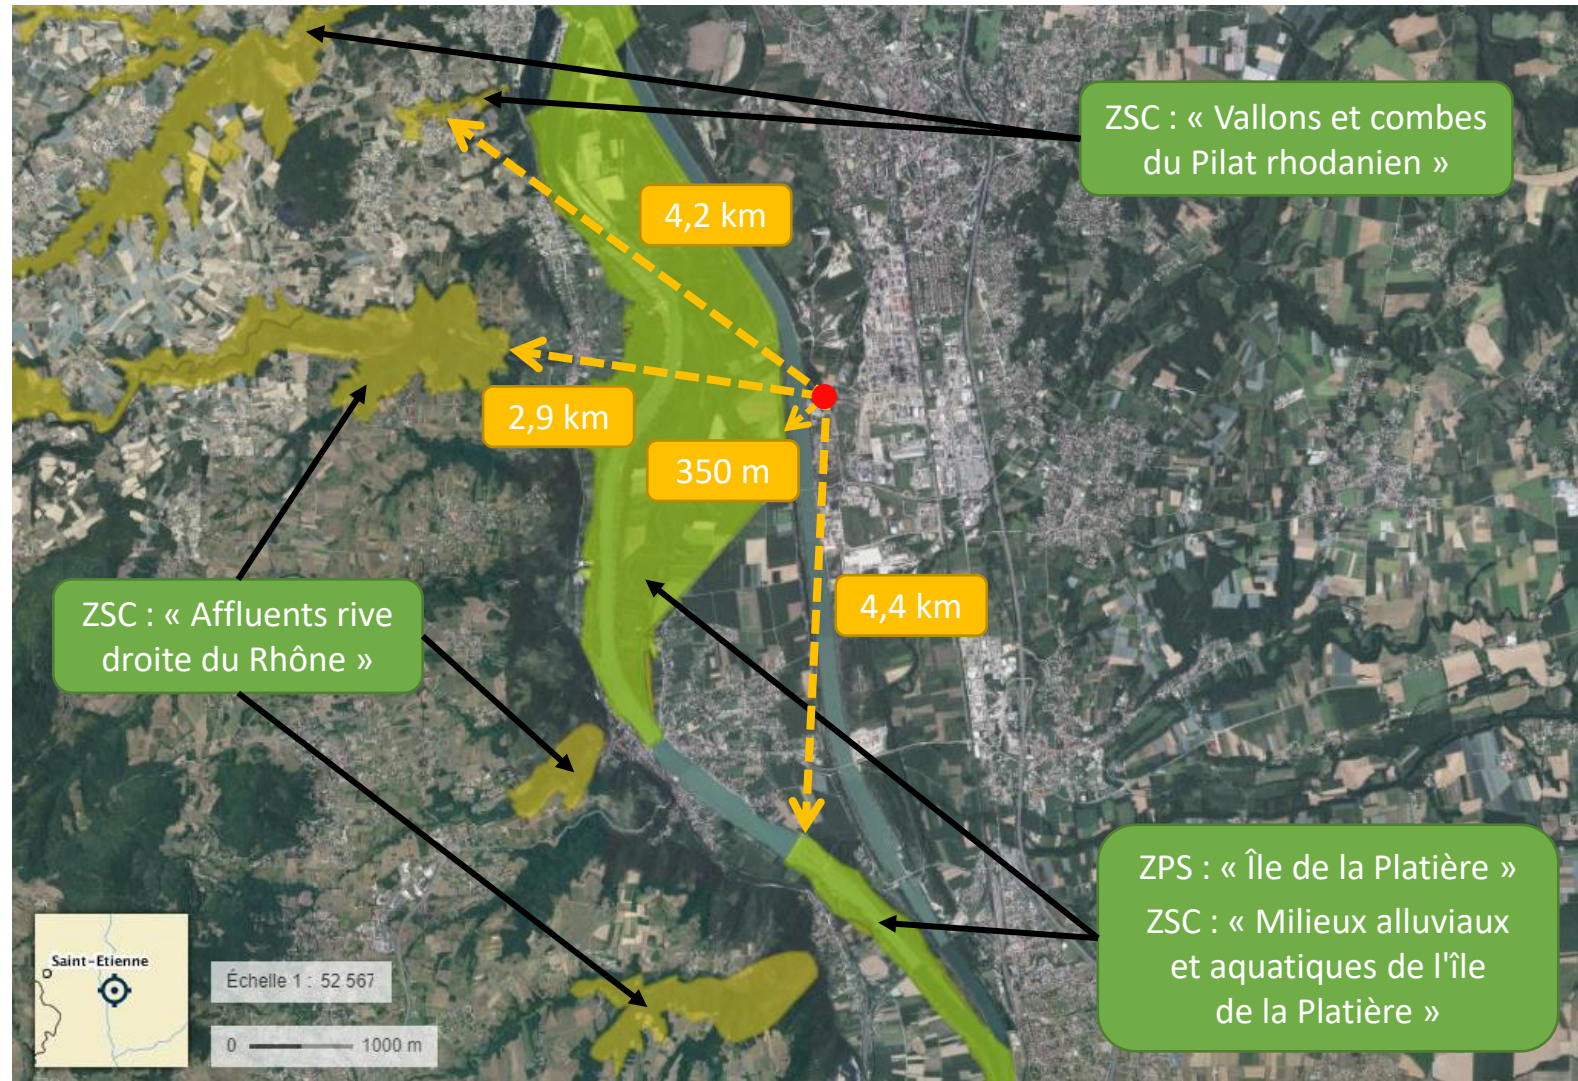 ZSC : « Vallons et combes
du Pilat rhodanien »
4,2 km
2,9 km
350 m
ZSC : « Affluents rive
droite du Rhône »
4,4 km
ZPS : « Île de la Platière »
ZSC : « Milieux alluviaux
et aquatiques de l'île
de la Platière »
Saint-Etienne
Échelle 1 : 52 567
0 1000 m